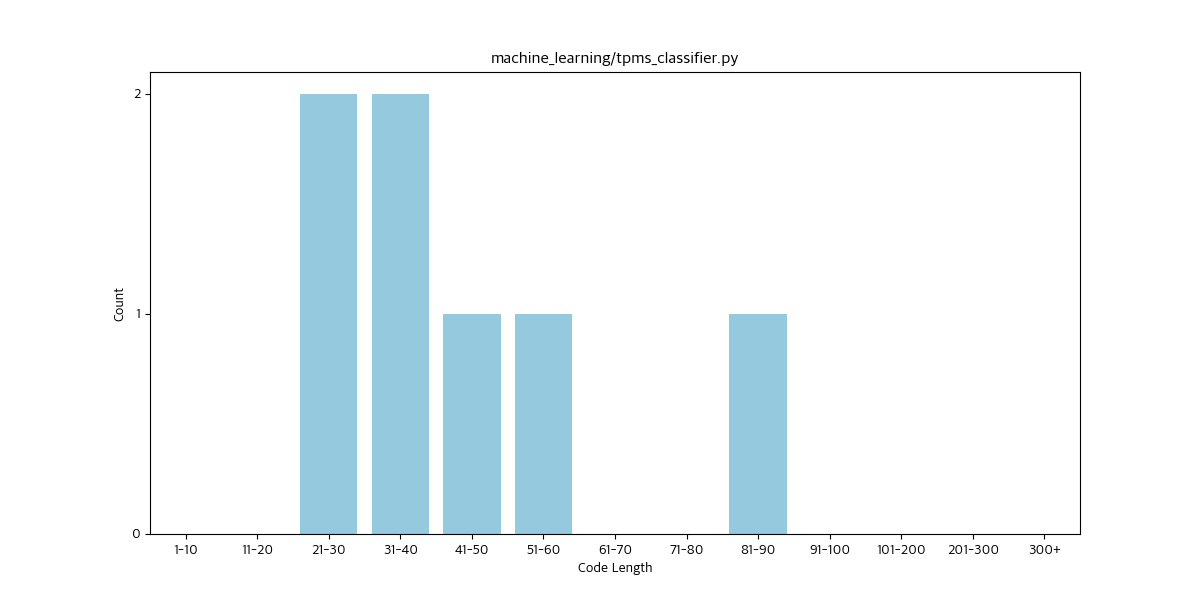 machine_learning/tpms_classifier.py
2
1
0
Count
1-10 11-20 21-30 31-40 41-50 51-60 61-70 71-80 81-90 91-100 101-200 201-300 300+
Code Length